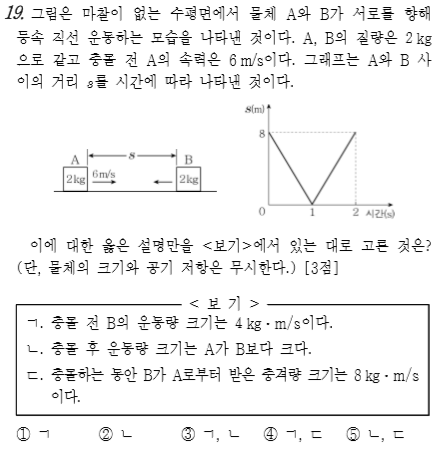 19. 그림은 마찰이 없는 수평면에서 물체 A와 B가 서로를 향해
등속 직선 운동하는 모습을 나타낸 것이다. A, B의 질량은 2 kg
으로 같고 충돌 전 A의 속력은 6 m/s이다. 그래프는 A와 B 사
이의 거리 s를 시간에 따라 나타낸 것이다.
A s B
2kg 6m/s 2kg
s(m)
8
0 1 2 시간(s)
이에 대한 옳은 설명만을 <보기>에서 있는 대로 고른 것은?
(단, 물체의 크기와 공기 저항은 무시한다.) [3점]
< 보 기 >
ㄱ. 충돌 전 B의 운동량 크기는 4 kg · m/s이다.
ㄴ. 충돌 후 운동량 크기는 A가 B보다 크다.
ㄷ. 충돌하는 동안 B가 A로부터 받은 충격량 크기는 8 kg · m/s
이다.
① ㄱ ② ㄴ ③ ㄱ, ㄴ ④ ㄱ, ㄷ ⑤ ㄴ, ㄷ